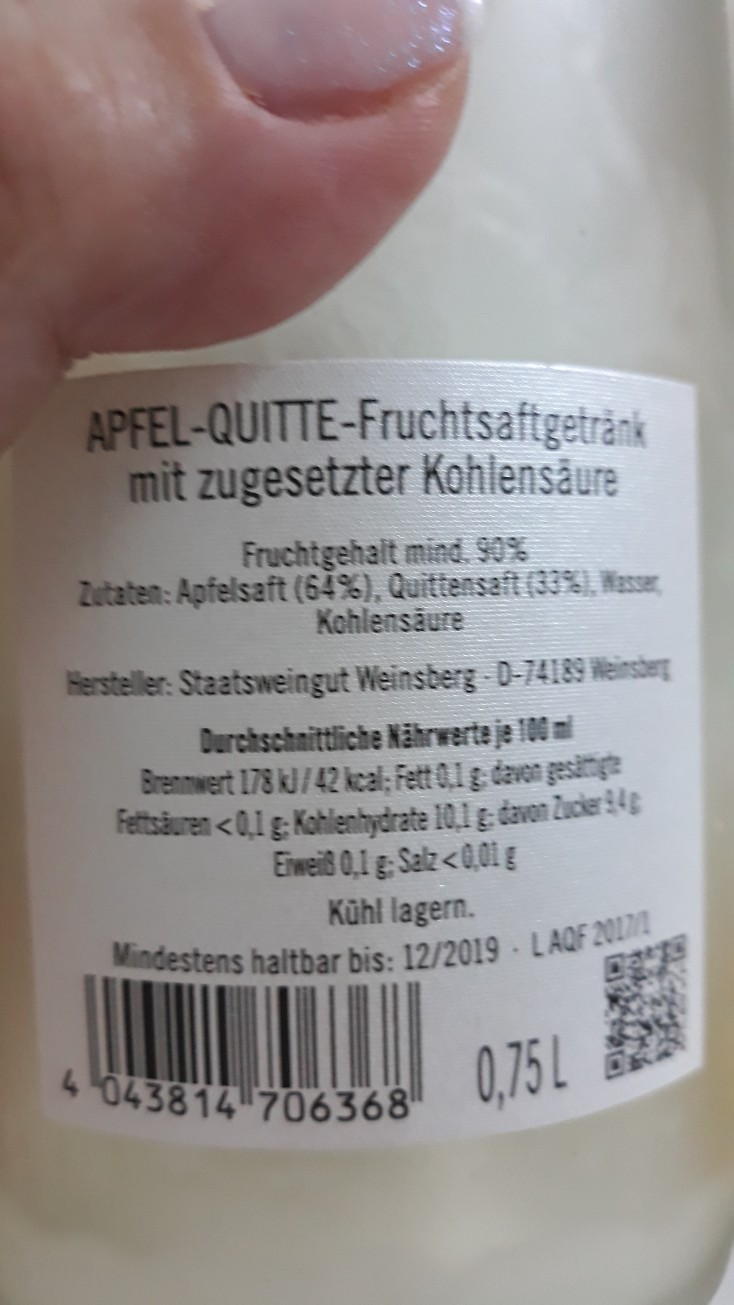 APFEL-QUITTE-Fruchtsaftgetränk
mit zugesetzter Kohlensäure
Fruchtgehalt mind. 90%
Zutaten: Apfelsaft (64%), Quittensaft (33%), Wasser,
Kohlensäure
Hersteller: Staatsweingut Weinsberg - D-74189 Weinsberg
Durchschnittliche Nährwerte je 100 ml
Brennwert 178 kJ / 42 kcal; Fett 0,1 g; davon gesättigte
Fettsäuren < 0,1 g; Kohlenhydrate 10,1 g; davon Zucker 9,4 g;
Eiweiß 0,1 g; Salz < 0,01 g
Kühl lagern.
Mindestens haltbar bis: 12/2019 · L AQF 2017/1
0,75 L
4 043814 706368